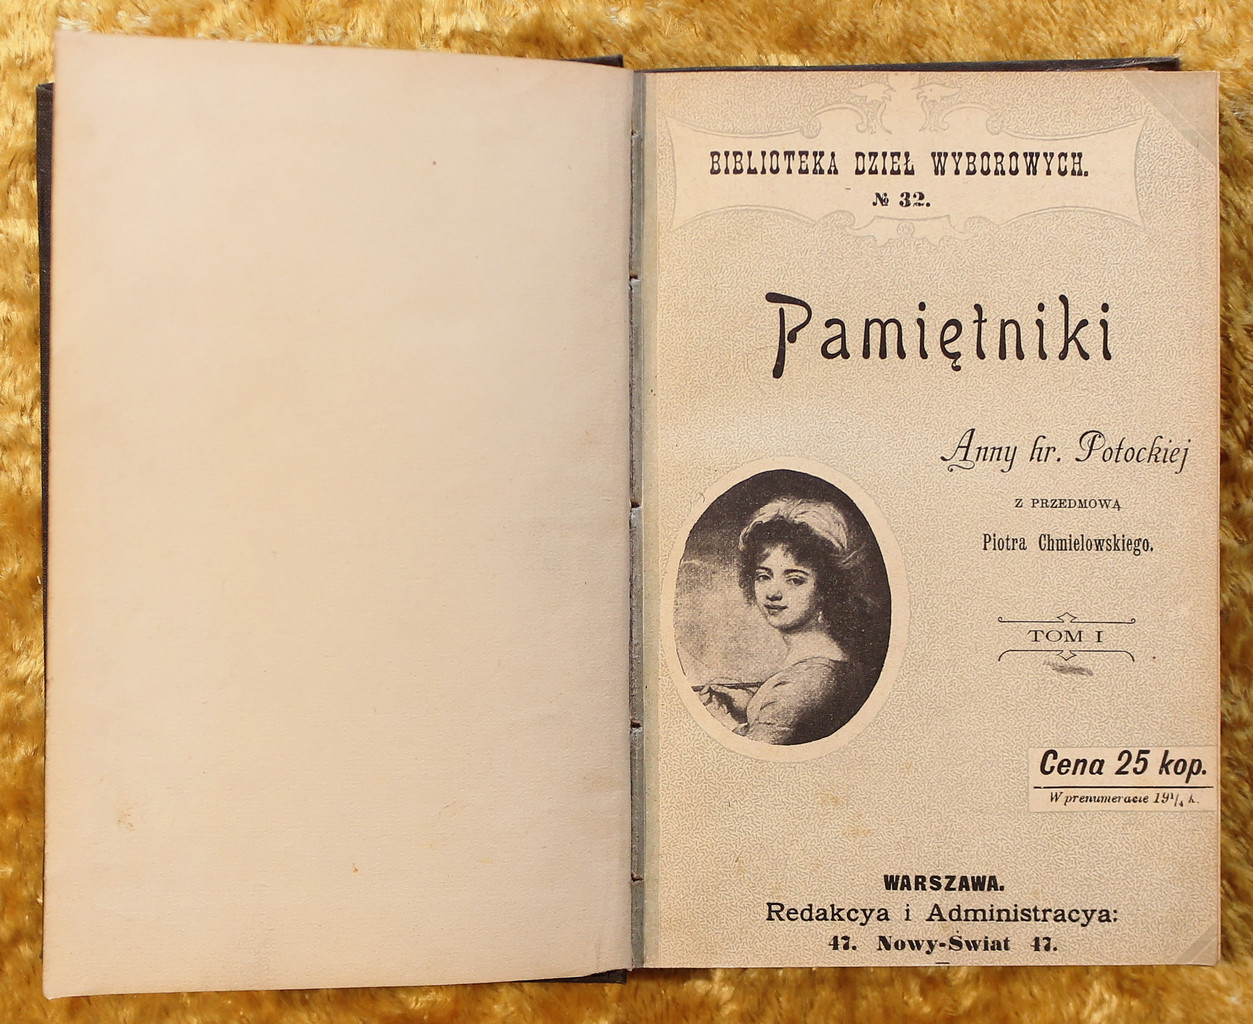 BIBLIOTEKA DZIEŁ WYBOROWYCH.
№ 32.
Pamiętniki
Anny hr. Potockiej
Z PRZEDMOWĄ
Piotra Chmielowskiego.
TOM I
Cena 25 kop.
W prenumeracie 19¹/₄ k.
WARSZAWA.
Redakcya i Administracya:
47. Nowy-Świat 47.